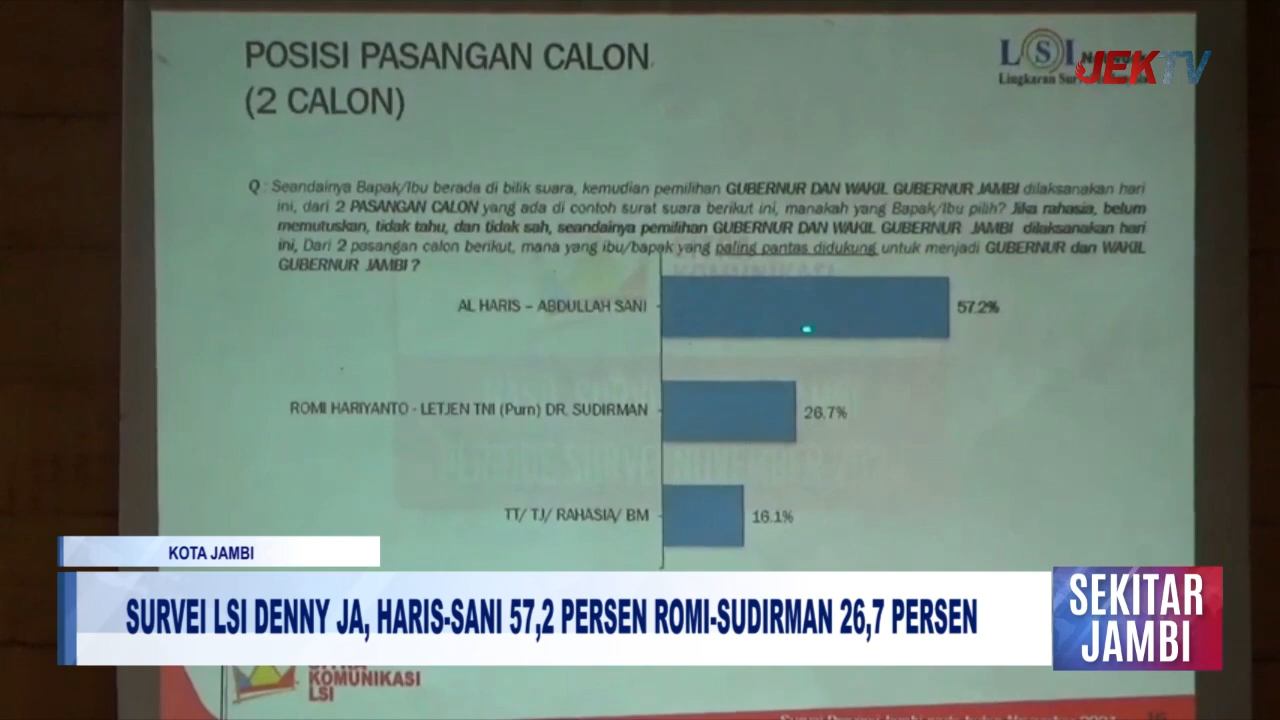 POSISI PASANGAN CALON
(2 CALON)
LSI
JEKTV
Lingkaran
Q : Seandainya Bapak/Ibu berada di bilik suara, kemudian pemilihan GUBERNUR DAN WAKIL GUBERNUR JAMBI dilaksanakan hari
ini, dari 2 PASANGAN CALON yang ada di contoh surat suara berikut ini, manakah yang Bapak/Ibu pilih? Jika rahasia, belum
memutuskan, tidak tahu, dan tidak sah, seandainya pemilihan GUBERNUR DAN WAKIL GUBERNUR JAMBI dilaksanakan hari
ini, Dari 2 pasangan calon berikut, mana yang ibu/bapak yang paling pantas didukung untuk menjadi GUBERNUR dan WAKIL
GUBERNUR JAMBI ?
KOMUNIKASI
AL HARIS – ABDULLAH SANI 57.2%
ROMI HARIYANTO - LETJEN TNI (Purn) DR. SUDIRMAN 26.7%
PERIODE SURVEI NOVEMBER
TT/ TJ/ RAHASIA/ BM 16.1%
KOTA JAMBI
SURVEI LSI DENNY JA, HARIS-SANI 57,2 PERSEN ROMI-SUDIRMAN 26,7 PERSEN
SEKITAR
JAMBI
KOMUNIKASI
LSI